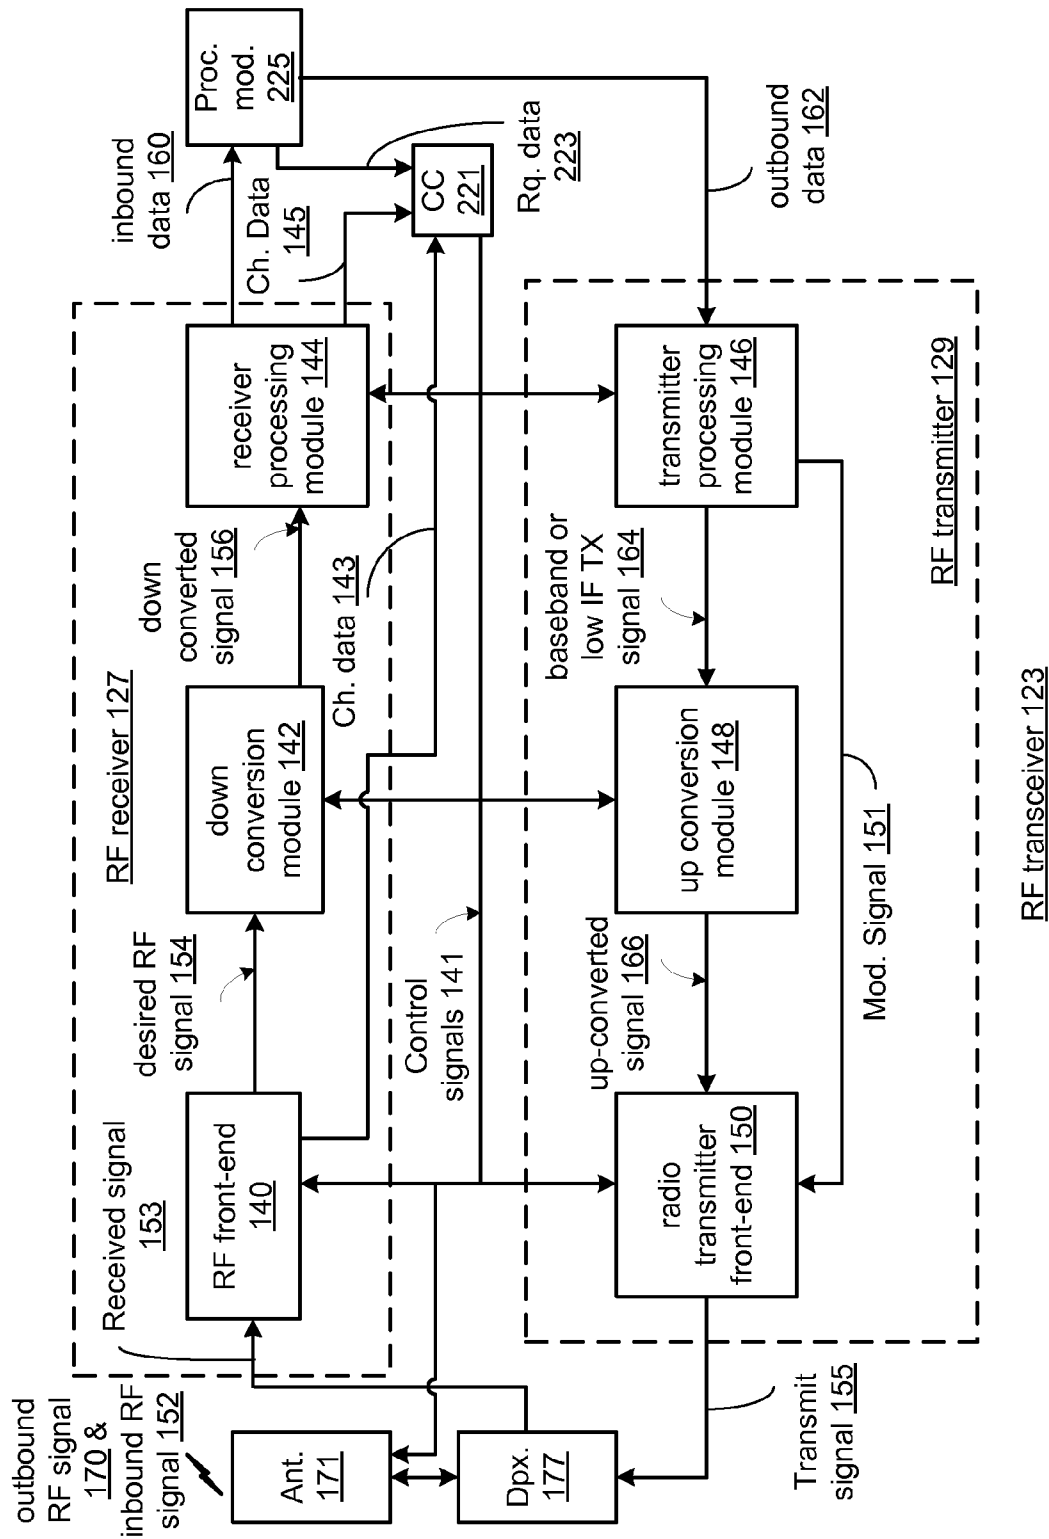 outbound
RF signal
170 &
inbound RF
signal 152
Ant.
171
Dpx.
177
Received signal
153
Transmit
signal 155
RF receiver 127
RF front-end
140
desired RF
signal 154
down
conversion
module 142
down
converted
signal 156
receiver
processing
module 144
inbound
data 160
Ch. Data
145
Proc.
mod.
225
Ch. data 143
Control
signals 141
CC
221
Rq. data
223
radio
transmitter
front-end 150
up-converted
signal 166
up conversion
module 148
baseband or
low IF TX
signal 164
transmitter
processing
module 146
outbound
data 162
Mod. Signal 151
RF transmitter 129
RF transceiver 123